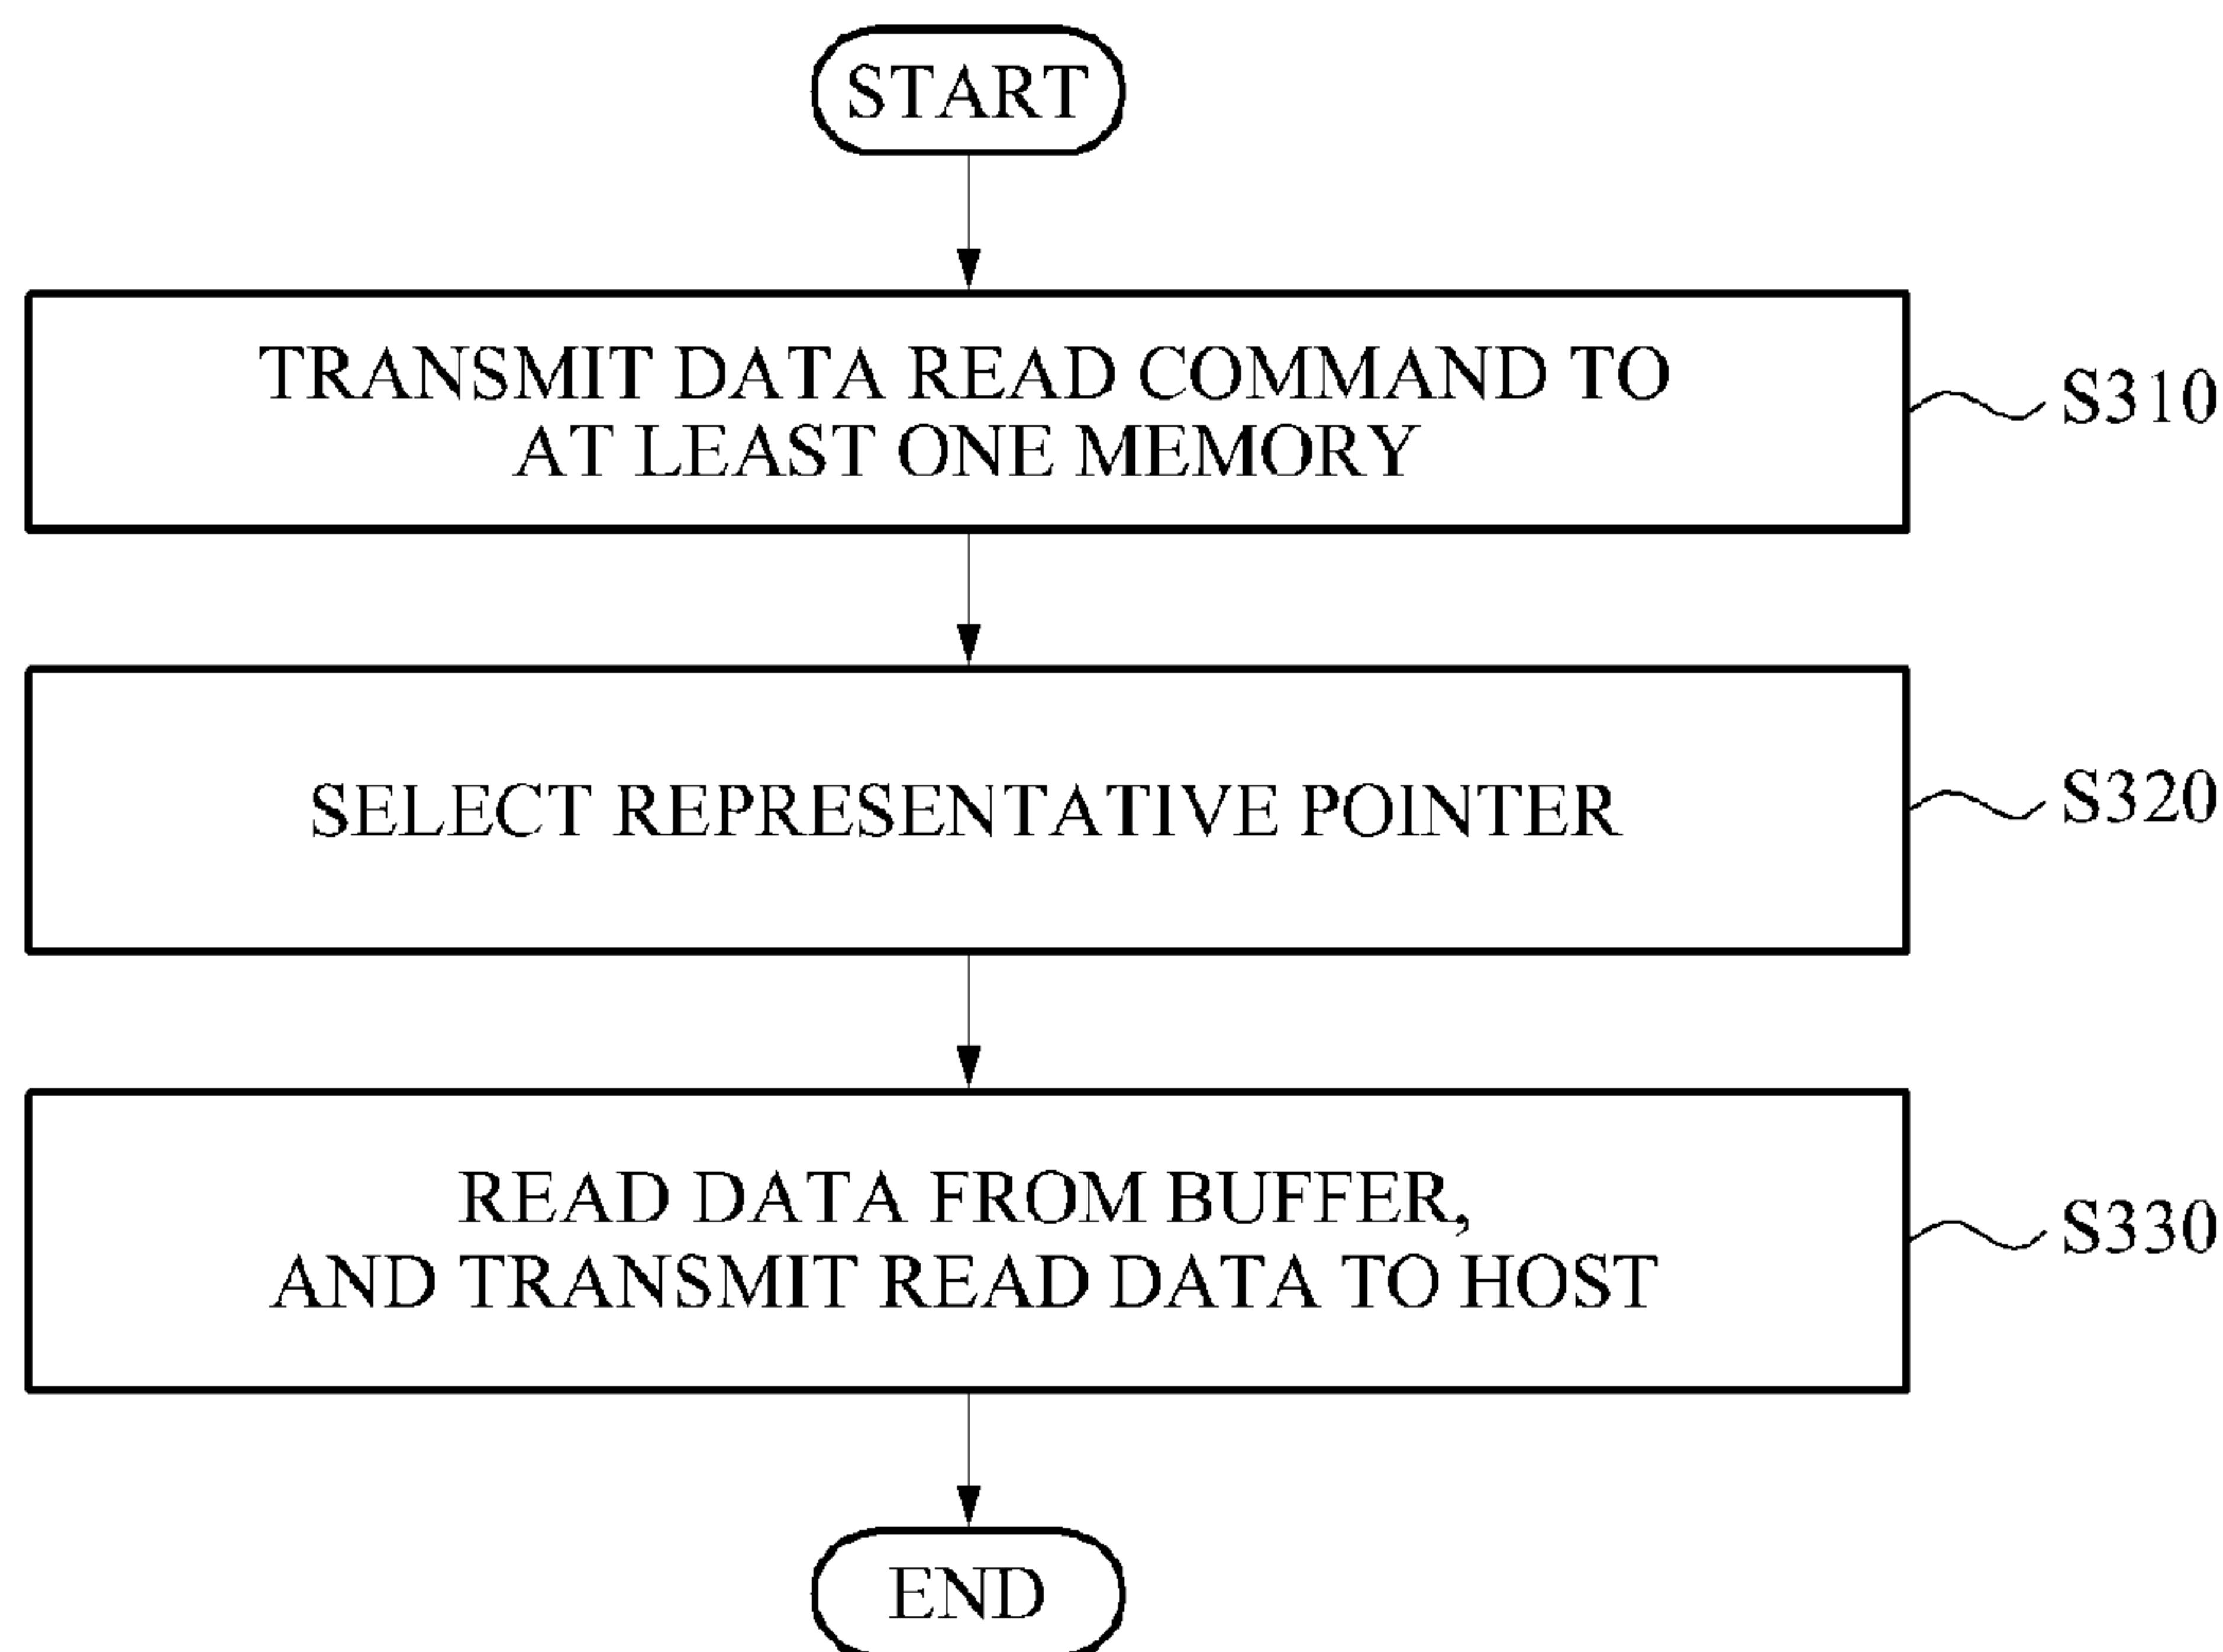 START
TRANSMIT DATA READ COMMAND TO
AT LEAST ONE MEMORY
S310
SELECT REPRESENTATIVE POINTER
S320
READ DATA FROM BUFFER,
AND TRANSMIT READ DATA TO HOST
S330
END